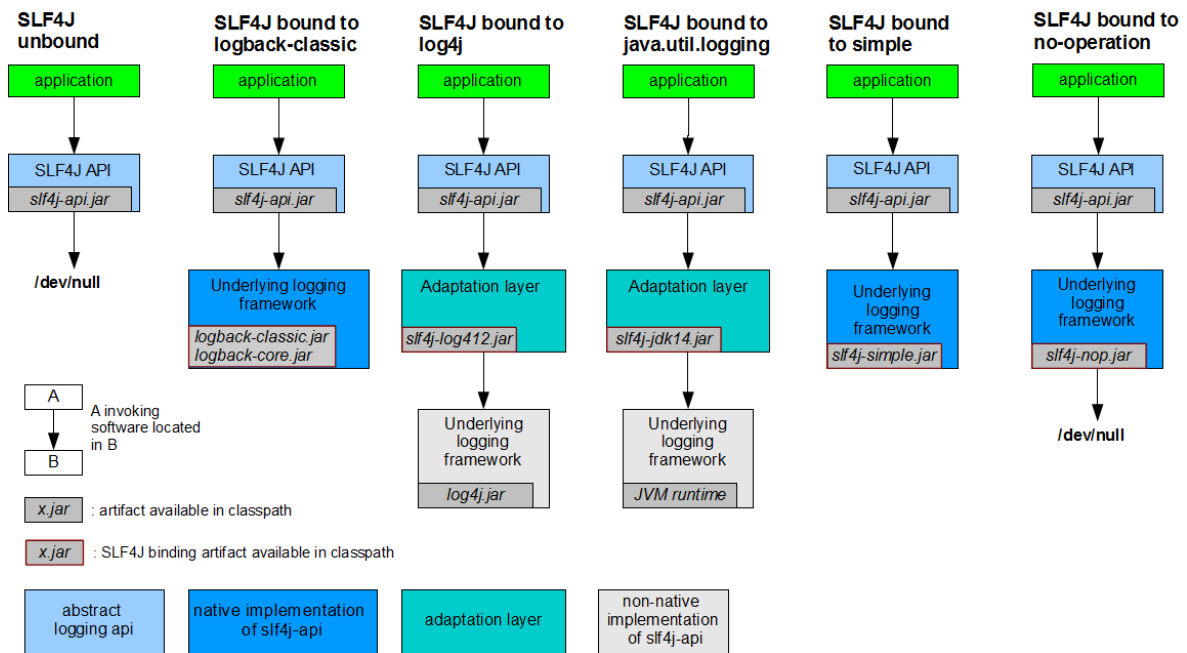 SLF4J
unbound
SLF4J bound to
logback-classic
SLF4J bound to
log4j
SLF4J bound to
java.util.logging
SLF4J bound
to simple
SLF4J bound to
no-operation
application
application
application
application
application
application
SLF4J API
slf4j-api.jar
SLF4J API
slf4j-api.jar
SLF4J API
slf4j-api.jar
SLF4J API
slf4j-api.jar
SLF4J API
slf4j-api.jar
SLF4J API
slf4j-api.jar
/dev/null
Underlying logging
framework
logback-classic.jar
logback-core.jar
Adaptation layer
slf4j-log412.jar
Adaptation layer
slf4j-jdk14.jar
Underlying
logging
framework
slf4j-simple.jar
Underlying
logging
framework
slf4j-nop.jar
Underlying
logging
framework
log4j.jar
Underlying
logging
framework
JVM runtime
/dev/null
A
B
A invoking
software located
in B
x.jar : artifact available in classpath
x.jar : SLF4J binding artifact available in classpath
abstract
logging api
native implementation
of slf4j-api
adaptation layer
non-native
implementation
of slf4j-api